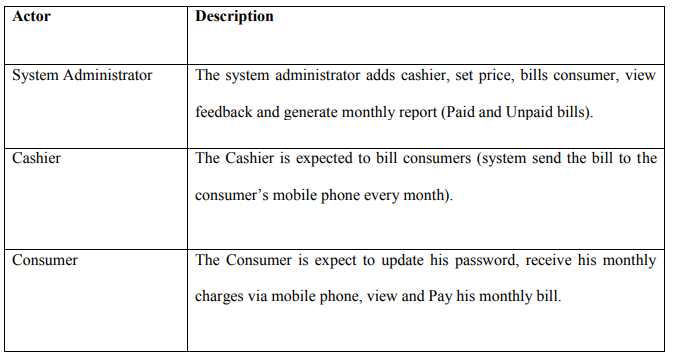 Actor Description
System Administrator The system administrator adds cashier, set price, bills consumer, view
feedback and generate monthly report (Paid and Unpaid bills).
Cashier The Cashier is expected to bill consumers (system send the bill to the
consumer's mobile phone every month).
Consumer The Consumer is expect to update his password, receive his monthly
charges via mobile phone, view and Pay his monthly bill.